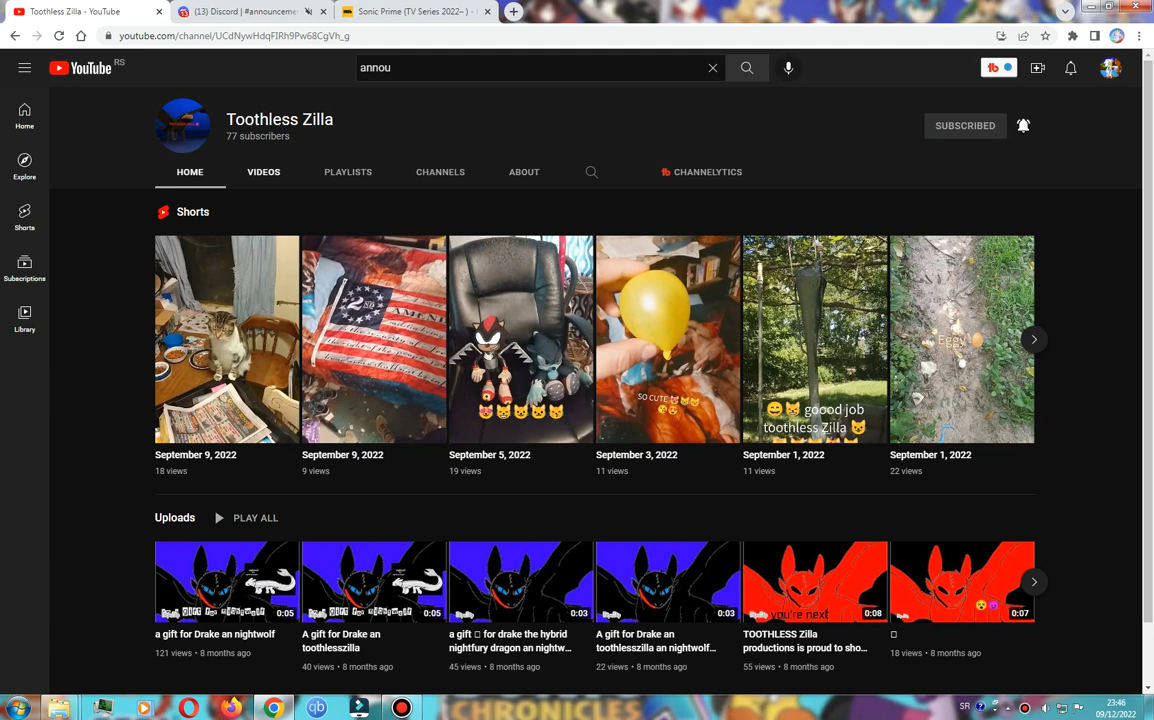 Toothless Zilla - YouTube
(13) Discord | #announceme
Sonic Prime (TV Series 2022– ) -
youtube.com/channel/UCdNywHdqFIRh9Pw68CgVh_g
YouTube RS
annou
Toothless Zilla
77 subscribers
SUBSCRIBED
HOME
VIDEOS
PLAYLISTS
CHANNELS
ABOUT
CHANNELYTICS
Home
Explore
Shorts
Subscriptions
Library
Shorts
2ND AMENDMENT
SO CUTE
goood job
toothless Zilla
Eggy
September 9, 2022
September 9, 2022
September 5, 2022
September 3, 2022
September 1, 2022
September 1, 2022
18 views
9 views
19 views
11 views
11 views
22 views
Uploads
PLAY ALL
you're next
0:05
0:05
0:03
0:03
0:08
0:07
a gift for Drake an nightwolf
121 views • 8 months ago
A gift for Drake an
toothlesszilla
40 views • 8 months ago
a gift for drake the hybrid
nightfury dragon an nightw...
45 views • 8 months ago
A gift for Drake an
toothlesszilla an nightwolf...
22 views • 8 months ago
TOOTHLESS Zilla
productions is proud to sho...
55 views • 8 months ago
18 views • 8 months ago
CHRONICLES
SR
23:46
09/12/2022